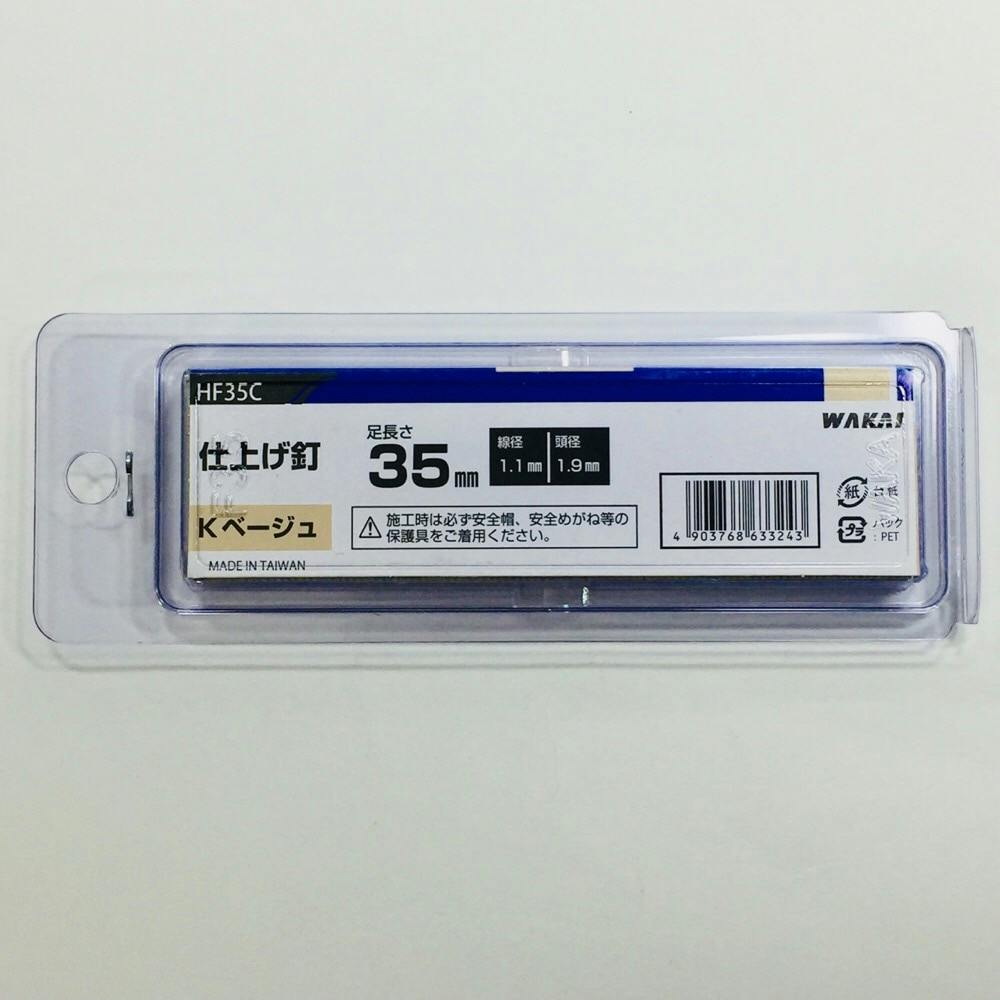 HF35C
WAKAI
仕上げ釘
足長さ
35mm
線径
1.1mm
頭径
1.9mm
Kベージュ
施工時は必ず安全帽、安全めがね等の
保護具をご着用ください。
4 903768 633243
紙
台紙
プラ
パック
: PET
MADE IN TAIWAN